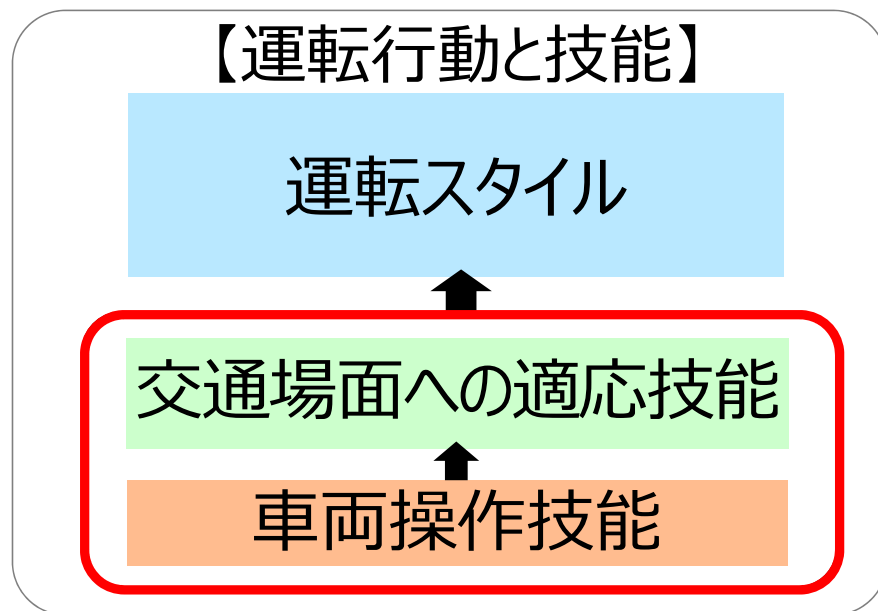 【運転行動と技能】
運転スタイル
交通場面への適応技能
車両操作技能